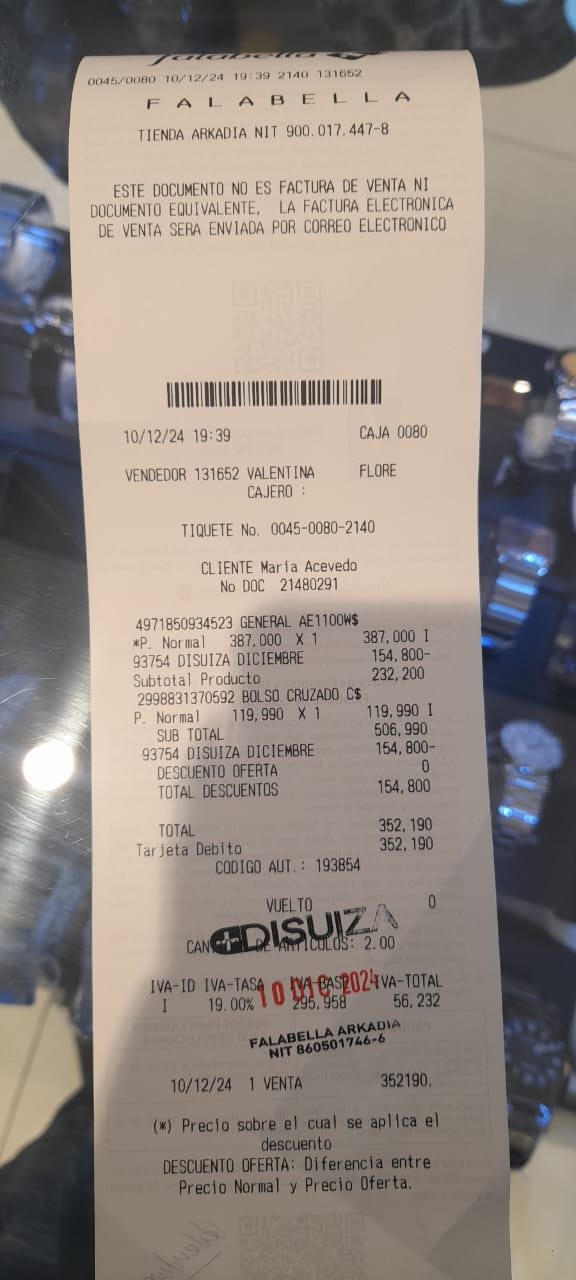 falabella
0045/0080 10/12/24 19:39 2140 131652
F A L A B E L L A
TIENDA ARKADIA NIT 900.017.447-8
ESTE DOCUMENTO NO ES FACTURA DE VENTA NI
DOCUMENTO EQUIVALENTE, LA FACTURA ELECTRONICA
DE VENTA SERA ENVIADA POR CORREO ELECTRONICO
10/12/24 19:39 CAJA 0080
VENDEDOR 131652 VALENTINA FLORE
CAJERO :
TIQUETE No. 0045-0080-2140
CLIENTE Maria Acevedo
No DOC 21480291
4971850934523 GENERAL AE1100W$
*P. Normal 387,000 X 1 387,000 I
93754 DISUIZA DICIEMBRE 154,800-
Subtotal Producto 232,200
2998831370592 BOLSO CRUZADO C$
P. Normal 119,990 X 1 119,990 I
SUB TOTAL 506,990
93754 DISUIZA DICIEMBRE 154,800-
DESCUENTO OFERTA 0
TOTAL DESCUENTOS 154,800
TOTAL 352,190
Tarjeta Debito 352,190
CODIGO AUT.: 193854
VUELTO 0
DISUIZA
CAN DE ARTICULOS: 2.00
IVA-ID IVA-TASA IVA-BASE IVA-TOTAL
10 DIC 2024
I 19.00% 295,958 56,232
FALABELLA ARKADIA
NIT 860501746-6
10/12/24 1 VENTA 352190.
(*) Precio sobre el cual se aplica el
descuento
DESCUENTO OFERTA: Diferencia entre
Precio Normal y Precio Oferta.